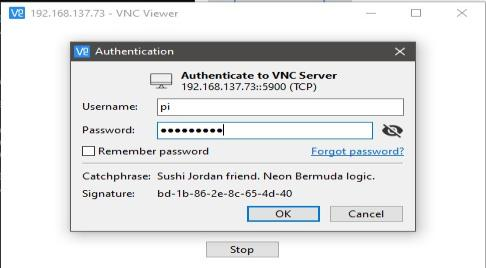 VE 192.168.137.73 - VNC Viewer
VE Authentication
Authenticate to VNC Server
192.168.137.73::5900 (TCP)
Username: pi
Password:
Remember password Forgot password?
Catchphrase: Sushi Jordan friend. Neon Bermuda logic.
Signature: bd-1b-86-2e-8c-65-4d-40
OK Cancel
Stop